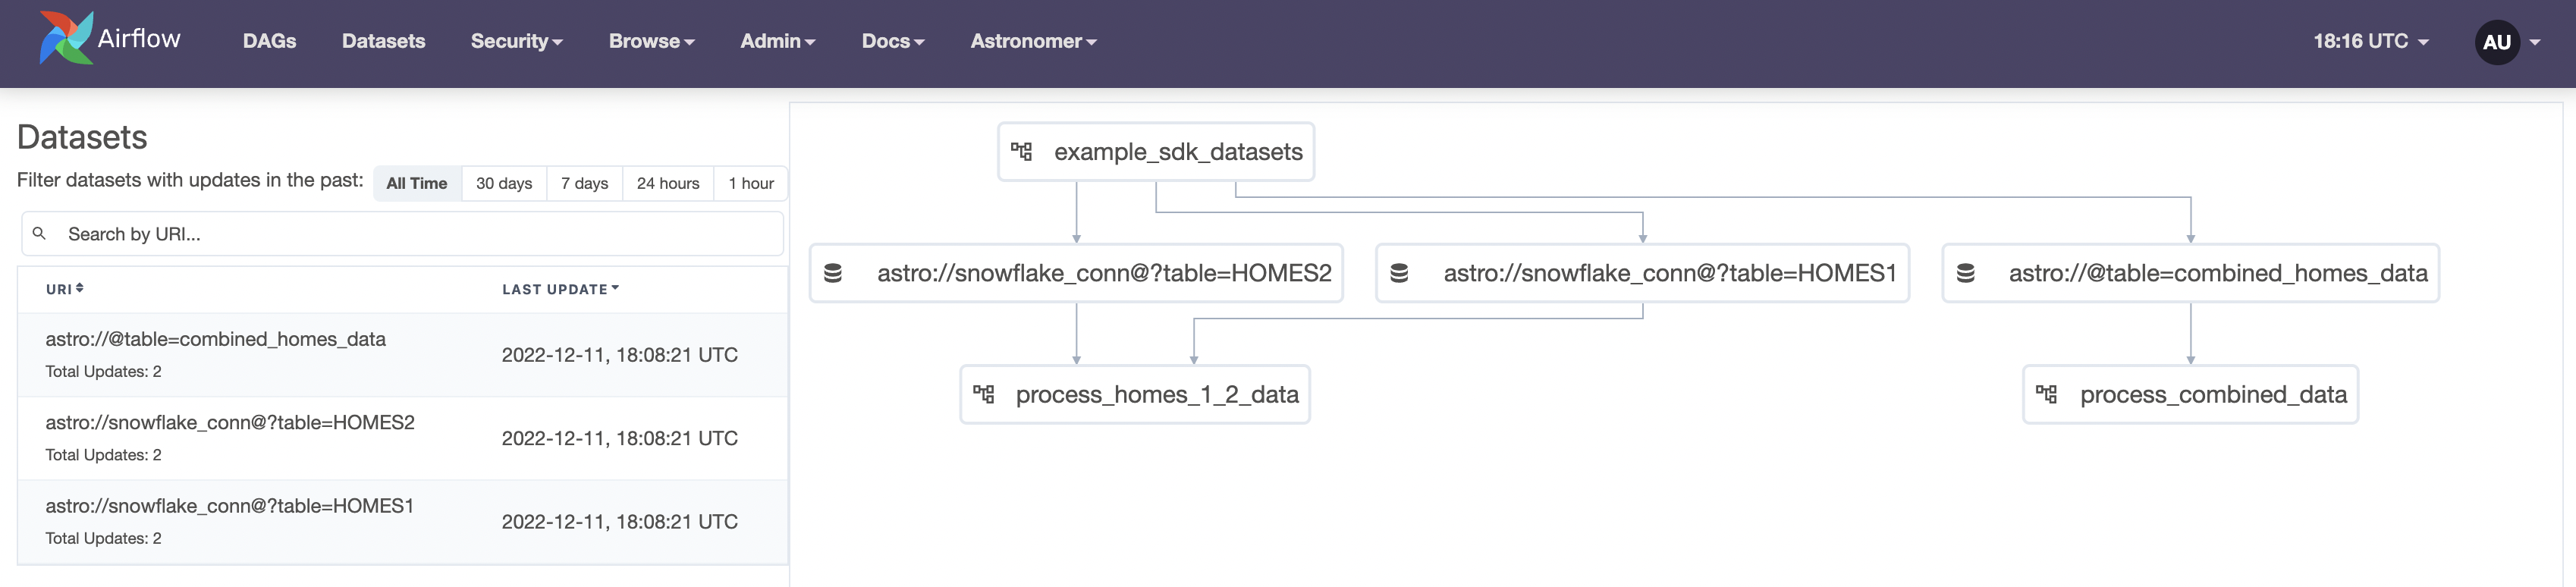 Airflow DAGs Datasets Security Browse Admin Docs Astronomer 18:16 UTC AU
Datasets
Filter datasets with updates in the past: All Time 30 days 7 days 24 hours 1 hour
Search by URI...
URI LAST UPDATE
astro://@table=combined_homes_data
Total Updates: 2
2022-12-11, 18:08:21 UTC
astro://snowflake_conn@?table=HOMES2
Total Updates: 2
2022-12-11, 18:08:21 UTC
astro://snowflake_conn@?table=HOMES1
Total Updates: 2
2022-12-11, 18:08:21 UTC
example_sdk_datasets
astro://snowflake_conn@?table=HOMES2 astro://snowflake_conn@?table=HOMES1 astro://@table=combined_homes_data
process_homes_1_2_data process_combined_data